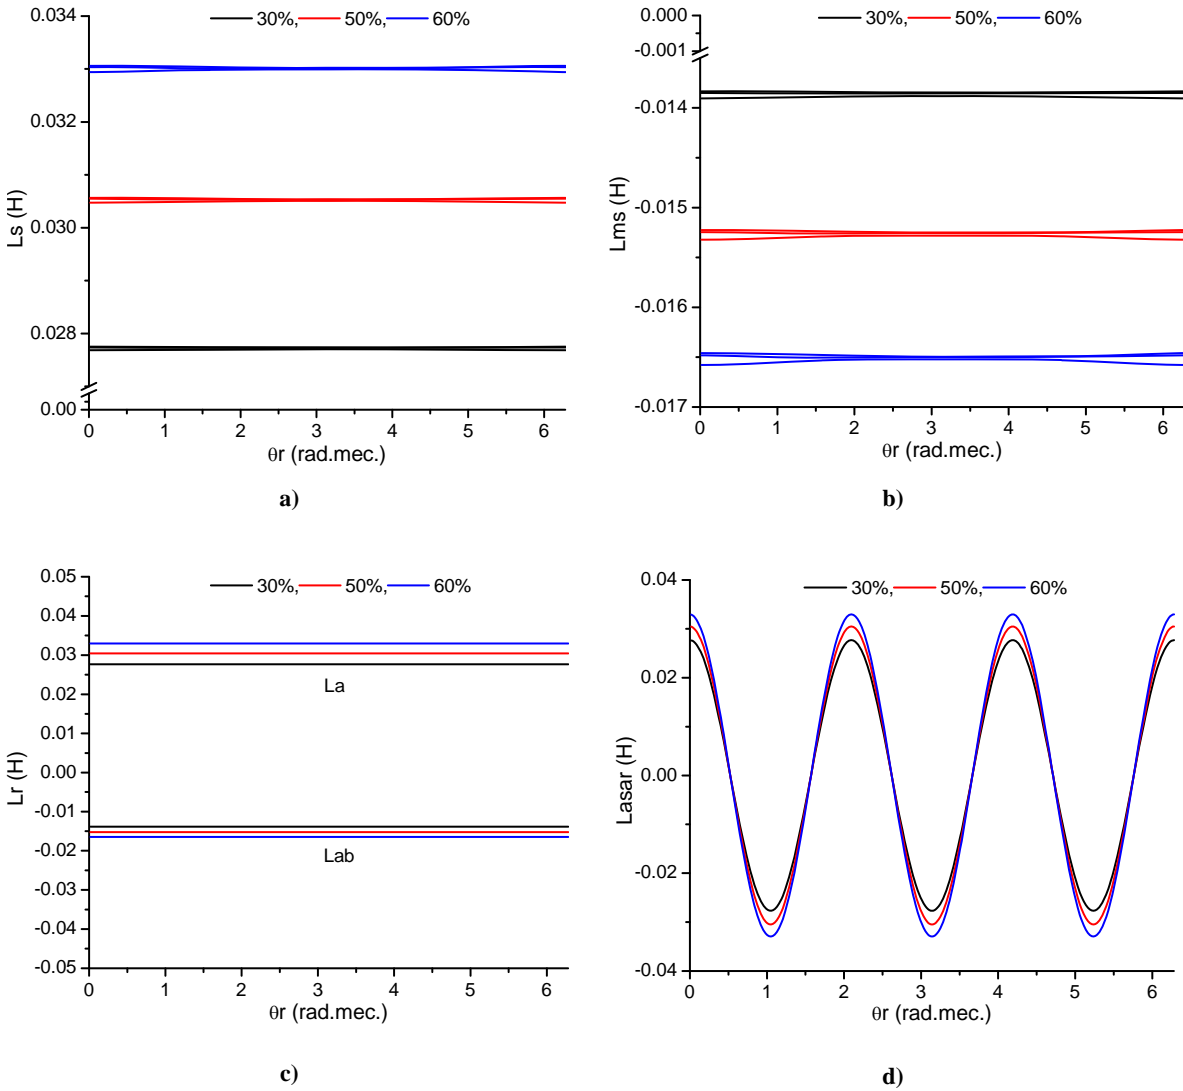 30%, 50%, 60%
0.034
0.032
0.030
0.028
0.00
Ls (H)
0 1 2 3 4 5 6
θr (rad.mec.)
a)
30%, 50%, 60%
0.000
-0.001
-0.014
-0.015
-0.016
-0.017
Lms (H)
0 1 2 3 4 5 6
θr (rad.mec.)
b)
30%, 50%, 60%
0.05
0.04
0.03
0.02
0.01
0.00
-0.01
-0.02
-0.03
-0.04
-0.05
Lr (H)
La
Lab
0 1 2 3 4 5 6
θr (rad.mec.)
c)
30%, 50%, 60%
0.04
0.02
0.00
-0.02
-0.04
Lasar (H)
0 1 2 3 4 5 6
θr (rad.mec.)
d)